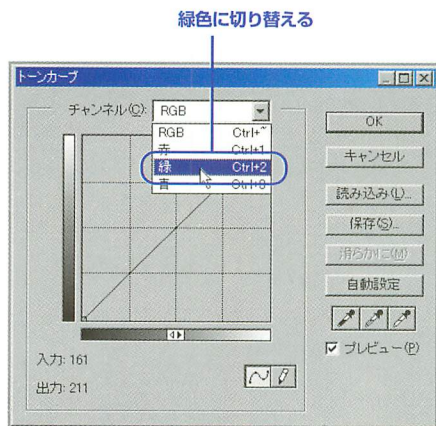 緑色に切り替える
トーンカーブ
チャンネル(C): RGB
RGB Ctrl+~
赤 Ctrl+1
緑 Ctrl+2
青 Ctrl+3
OK
キャンセル
読み込み(L)...
保存(S)...
滑らかに(M)
自動設定
プレビュー(P)
入力: 161
出力: 211